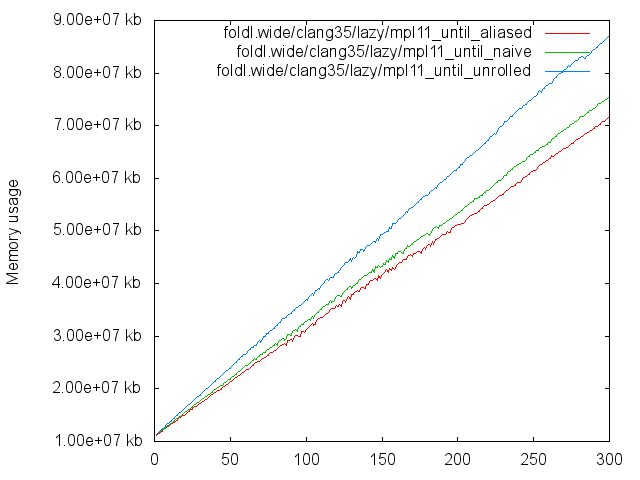 9.00e+07 kb
8.00e+07 kb
7.00e+07 kb
6.00e+07 kb
5.00e+07 kb
4.00e+07 kb
3.00e+07 kb
2.00e+07 kb
1.00e+07 kb
Memory usage
foldl.wide/clang35/lazy/mpl11_until_aliased
foldl.wide/clang35/lazy/mpl11_until_naive
foldl.wide/clang35/lazy/mpl11_until_unrolled
0 50 100 150 200 250 300